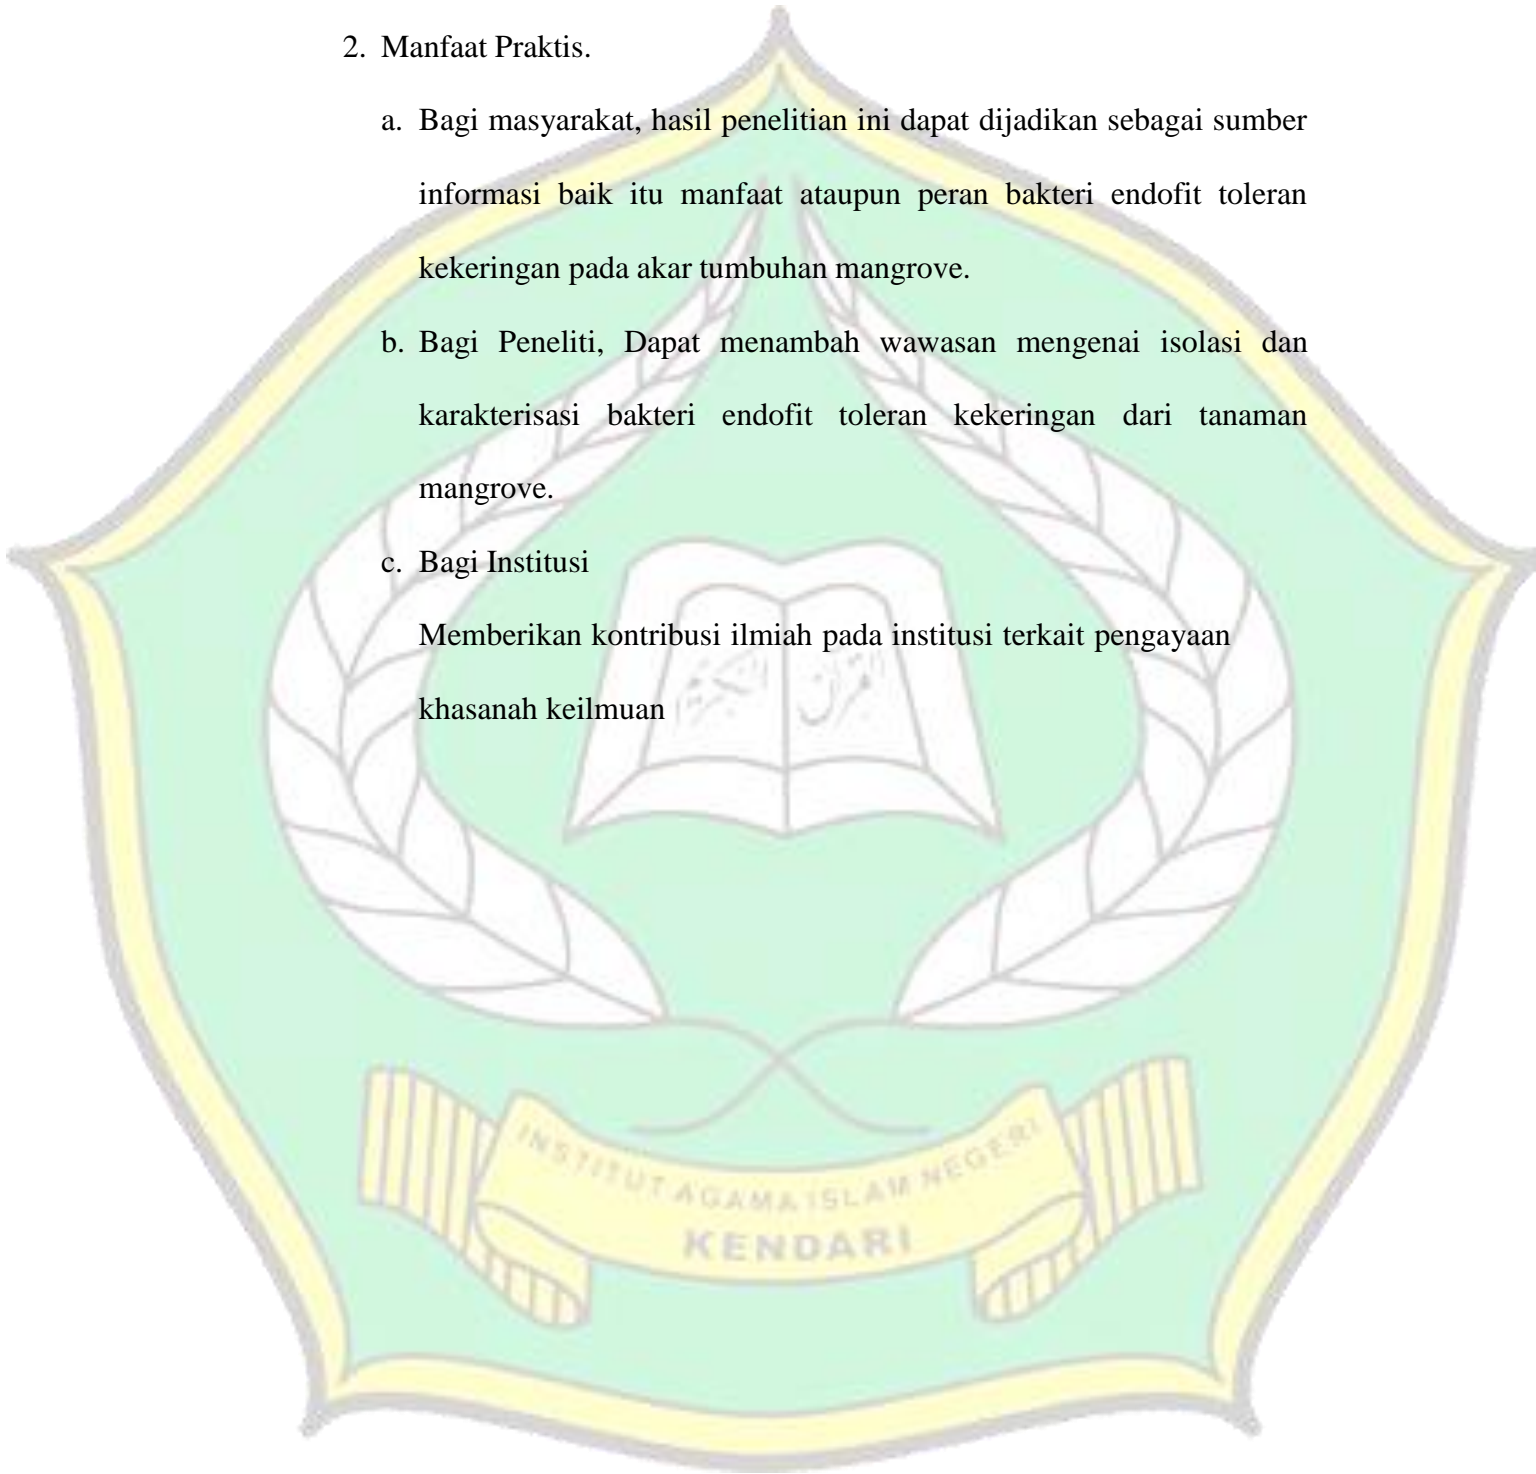 2. Manfaat Praktis.
a. Bagi masyarakat, hasil penelitian ini dapat dijadikan sebagai sumber
informasi baik itu manfaat ataupun peran bakteri endofit toleran
kekeringan pada akar tumbuhan mangrove.
b. Bagi Peneliti, Dapat menambah wawasan mengenai isolasi dan
karakterisasi bakteri endofit toleran kekeringan dari tanaman
mangrove.
c. Bagi Institusi
Memberikan kontribusi ilmiah pada institusi terkait pengayaan
khasanah keilmuan
INSTITUT AGAMA ISLAM NEGERI
KENDARI